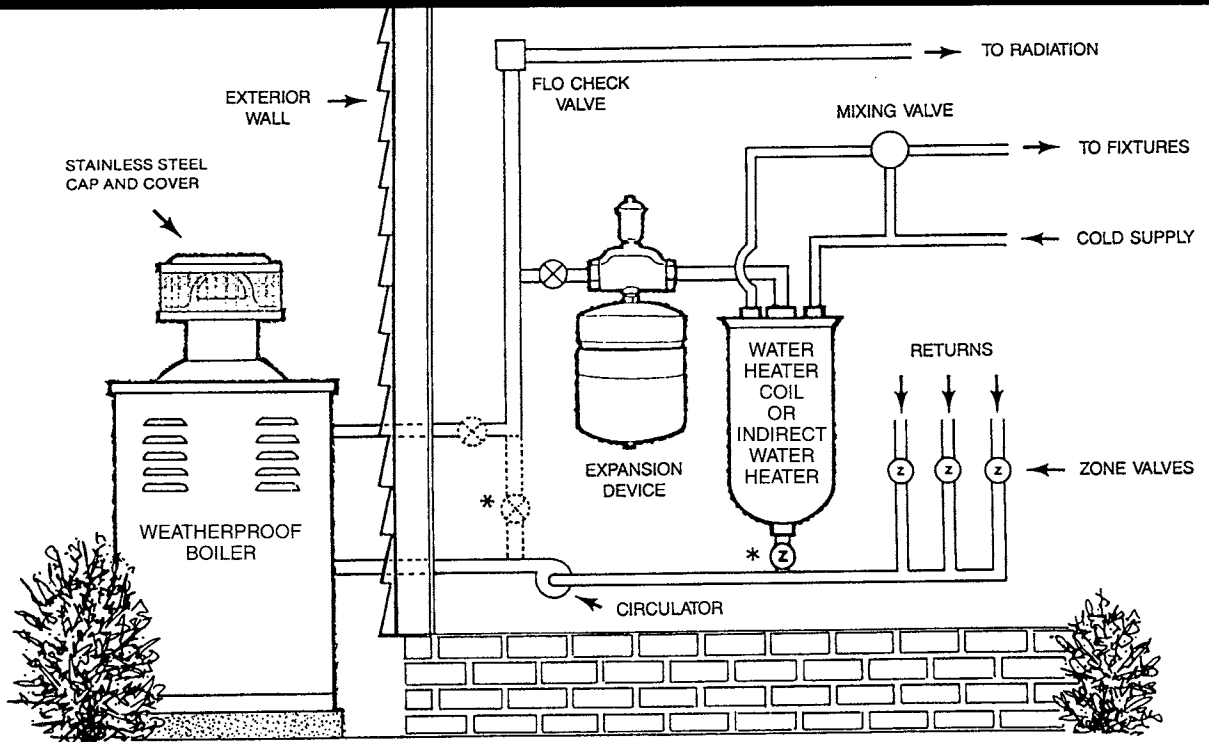 TO RADIATION
FLO CHECK
VALVE
EXTERIOR
WALL
MIXING VALVE
TO FIXTURES
STAINLESS STEEL
CAP AND COVER
COLD SUPPLY
WATER
HEATER
COIL
OR
INDIRECT
WATER
HEATER
RETURNS
EXPANSION
DEVICE
Z
Z
Z
ZONE VALVES
*
WEATHERPROOF
BOILER
*
Z
CIRCULATOR